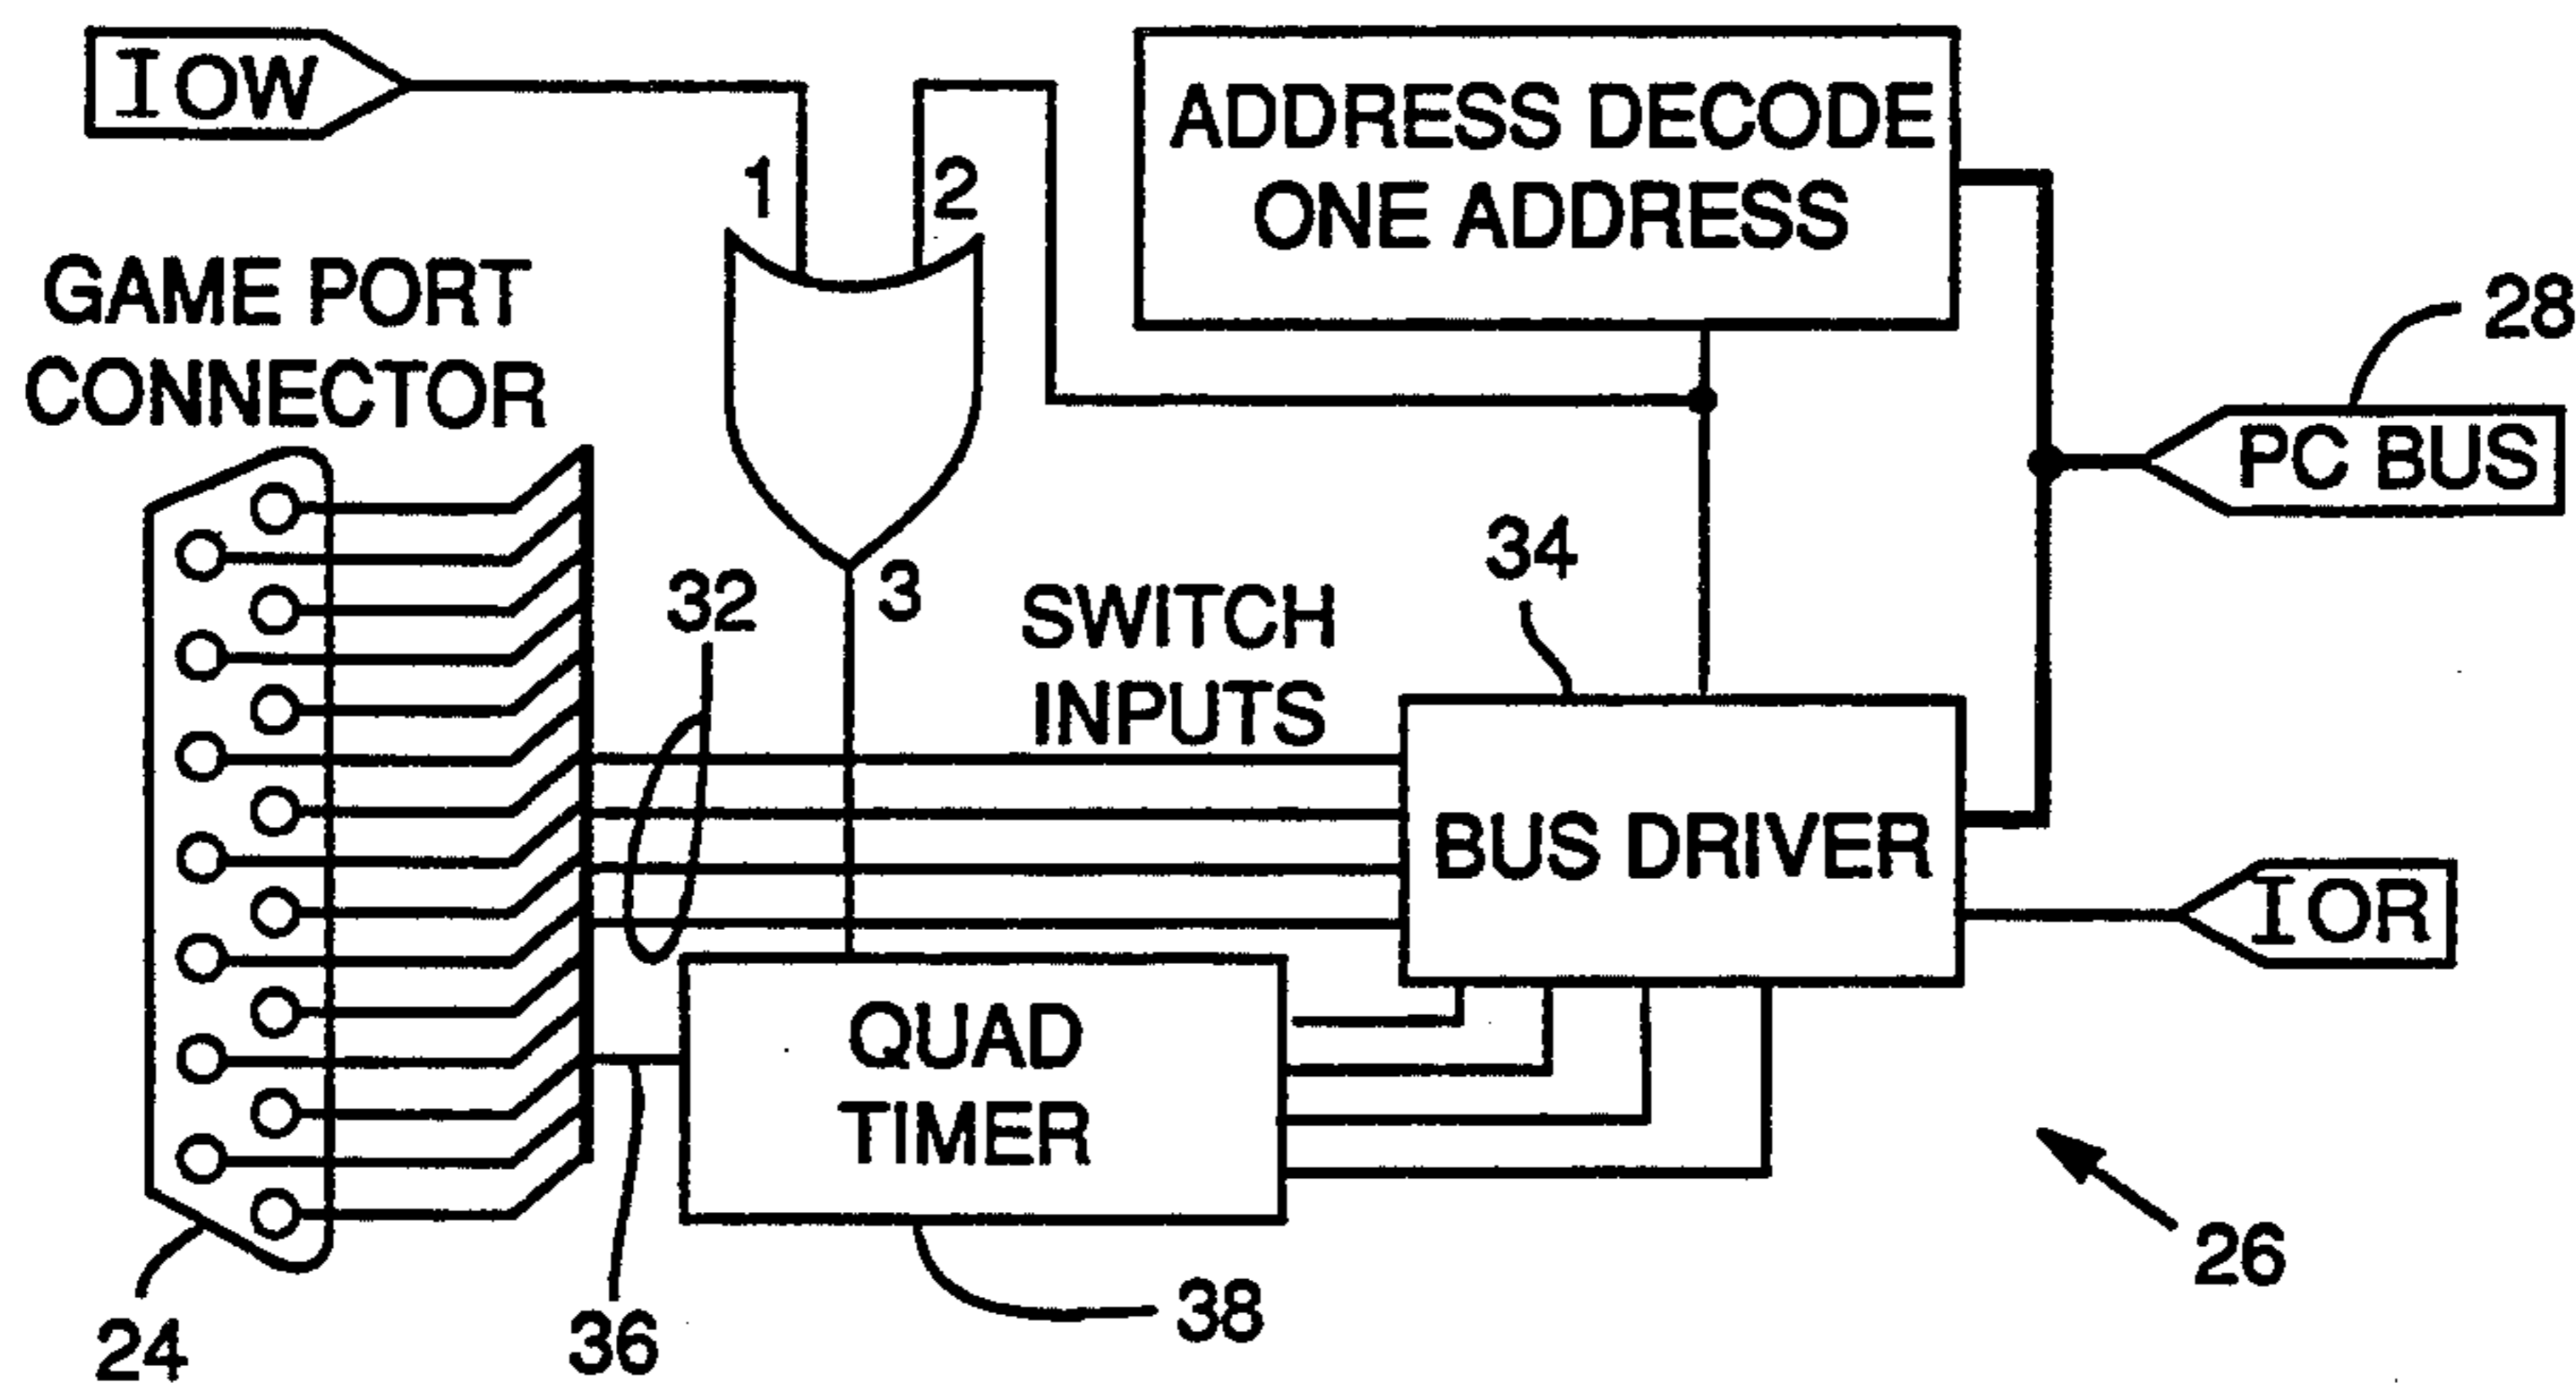 IOW
ADDRESS DECODE
ONE ADDRESS
1
2
GAME PORT
CONNECTOR
28
PC BUS
34
3
32
SWITCH
INPUTS
BUS DRIVER
IOR
QUAD
TIMER
26
38
36
24